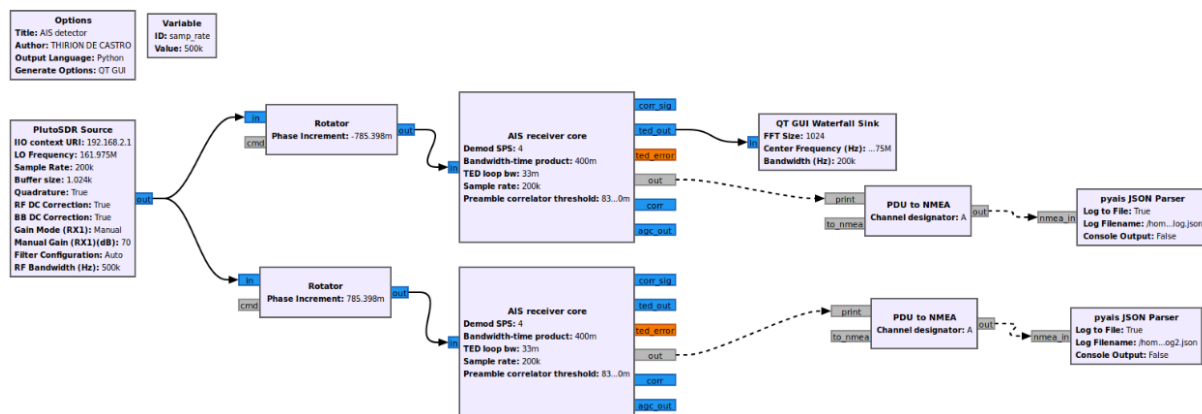 Options
Title: AIS detector
Author: THIRION DE CASTRO
Output Language: Python
Generate Options: QT GUI
Variable
ID: samp_rate
Value: 500k
PlutoSDR Source
IIO context URI: 192.168.2.1
LO Frequency: 161.975M
Sample Rate: 200k
Buffer size: 1.024k
Quadrature: True
RF DC Correction: True
BB DC Correction: True
Gain Mode (RX1): Manual
Manual Gain (RX1)(dB): 70
Filter Configuration: Auto
RF Bandwidth (Hz): 500k
out
in
cmd
Rotator
Phase Increment: -785.398m
out
in
AIS receiver core
Demod SPS: 4
Bandwidth-time product: 400m
TED loop bw: 33m
Sample rate: 200k
Preamble correlator threshold: 83...0m
corr_sig
ted_out
ted_error
out
corr
agc_out
in
QT GUI Waterfall Sink
FFT Size: 1024
Center Frequency (Hz): ...75M
Bandwidth (Hz): 200k
print
to_nmea
PDU to NMEA
Channel designator: A
out
nmea_in
pyais JSON Parser
Log to File: True
Log Filename: /hom...log.json
Console Output: False
in
cmd
Rotator
Phase Increment: 785.398m
out
in
AIS receiver core
Demod SPS: 4
Bandwidth-time product: 400m
TED loop bw: 33m
Sample rate: 200k
Preamble correlator threshold: 83...0m
corr_sig
ted_out
ted_error
out
corr
agc_out
print
to_nmea
PDU to NMEA
Channel designator: A
out
nmea_in
pyais JSON Parser
Log to File: True
Log Filename: /hom...og2.json
Console Output: False